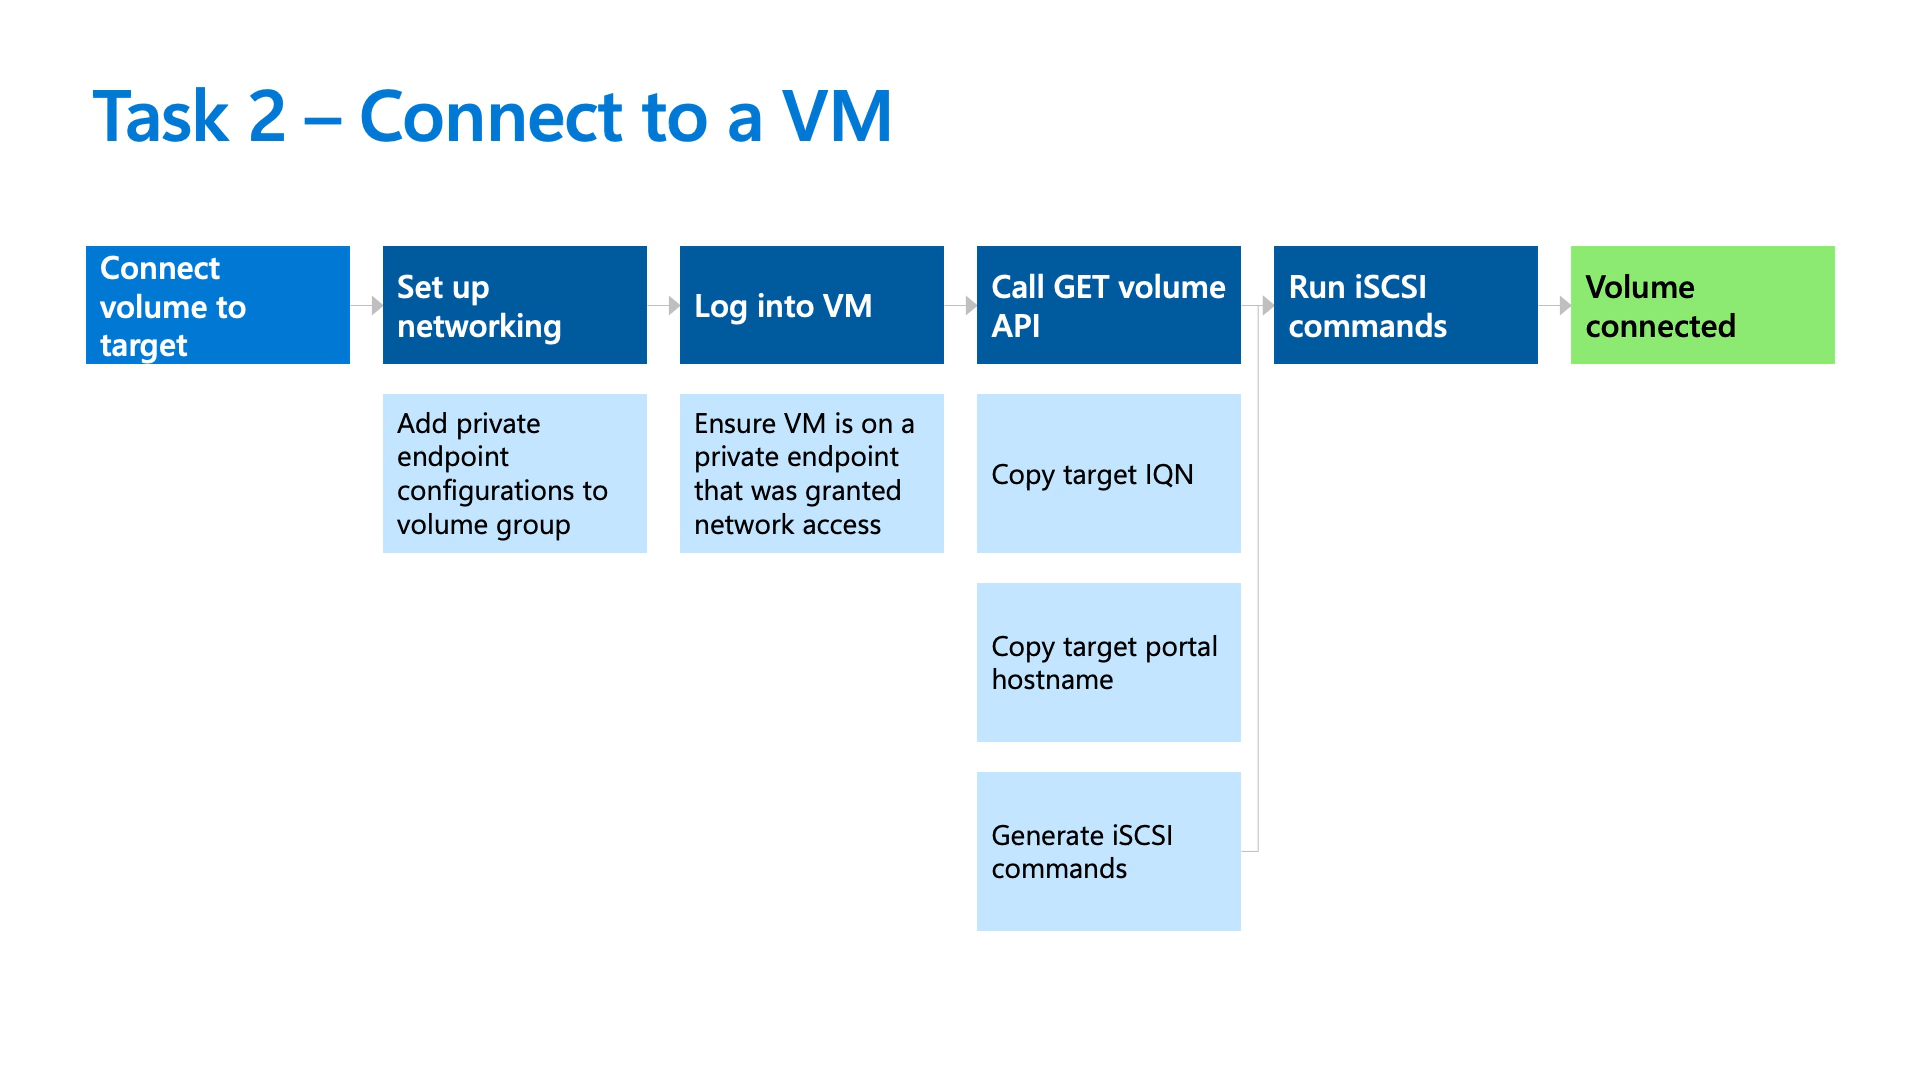 Task 2 – Connect to a VM
Connect
volume to
target
Set up
networking
Log into VM
Call GET volume
API
Run iSCSI
commands
Volume
connected
Add private
endpoint
configurations to
volume group
Ensure VM is on a
private endpoint
that was granted
network access
Copy target IQN
Copy target portal
hostname
Generate iSCSI
commands